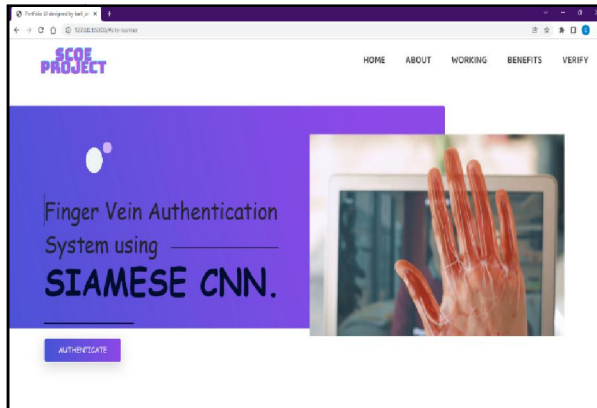 SCOE
PROJECT
HOME ABOUT WORKING BENEFITS VERIFY
Finger Vein Authentication
System using
SIAMESE CNN.
AUTHENTICATE